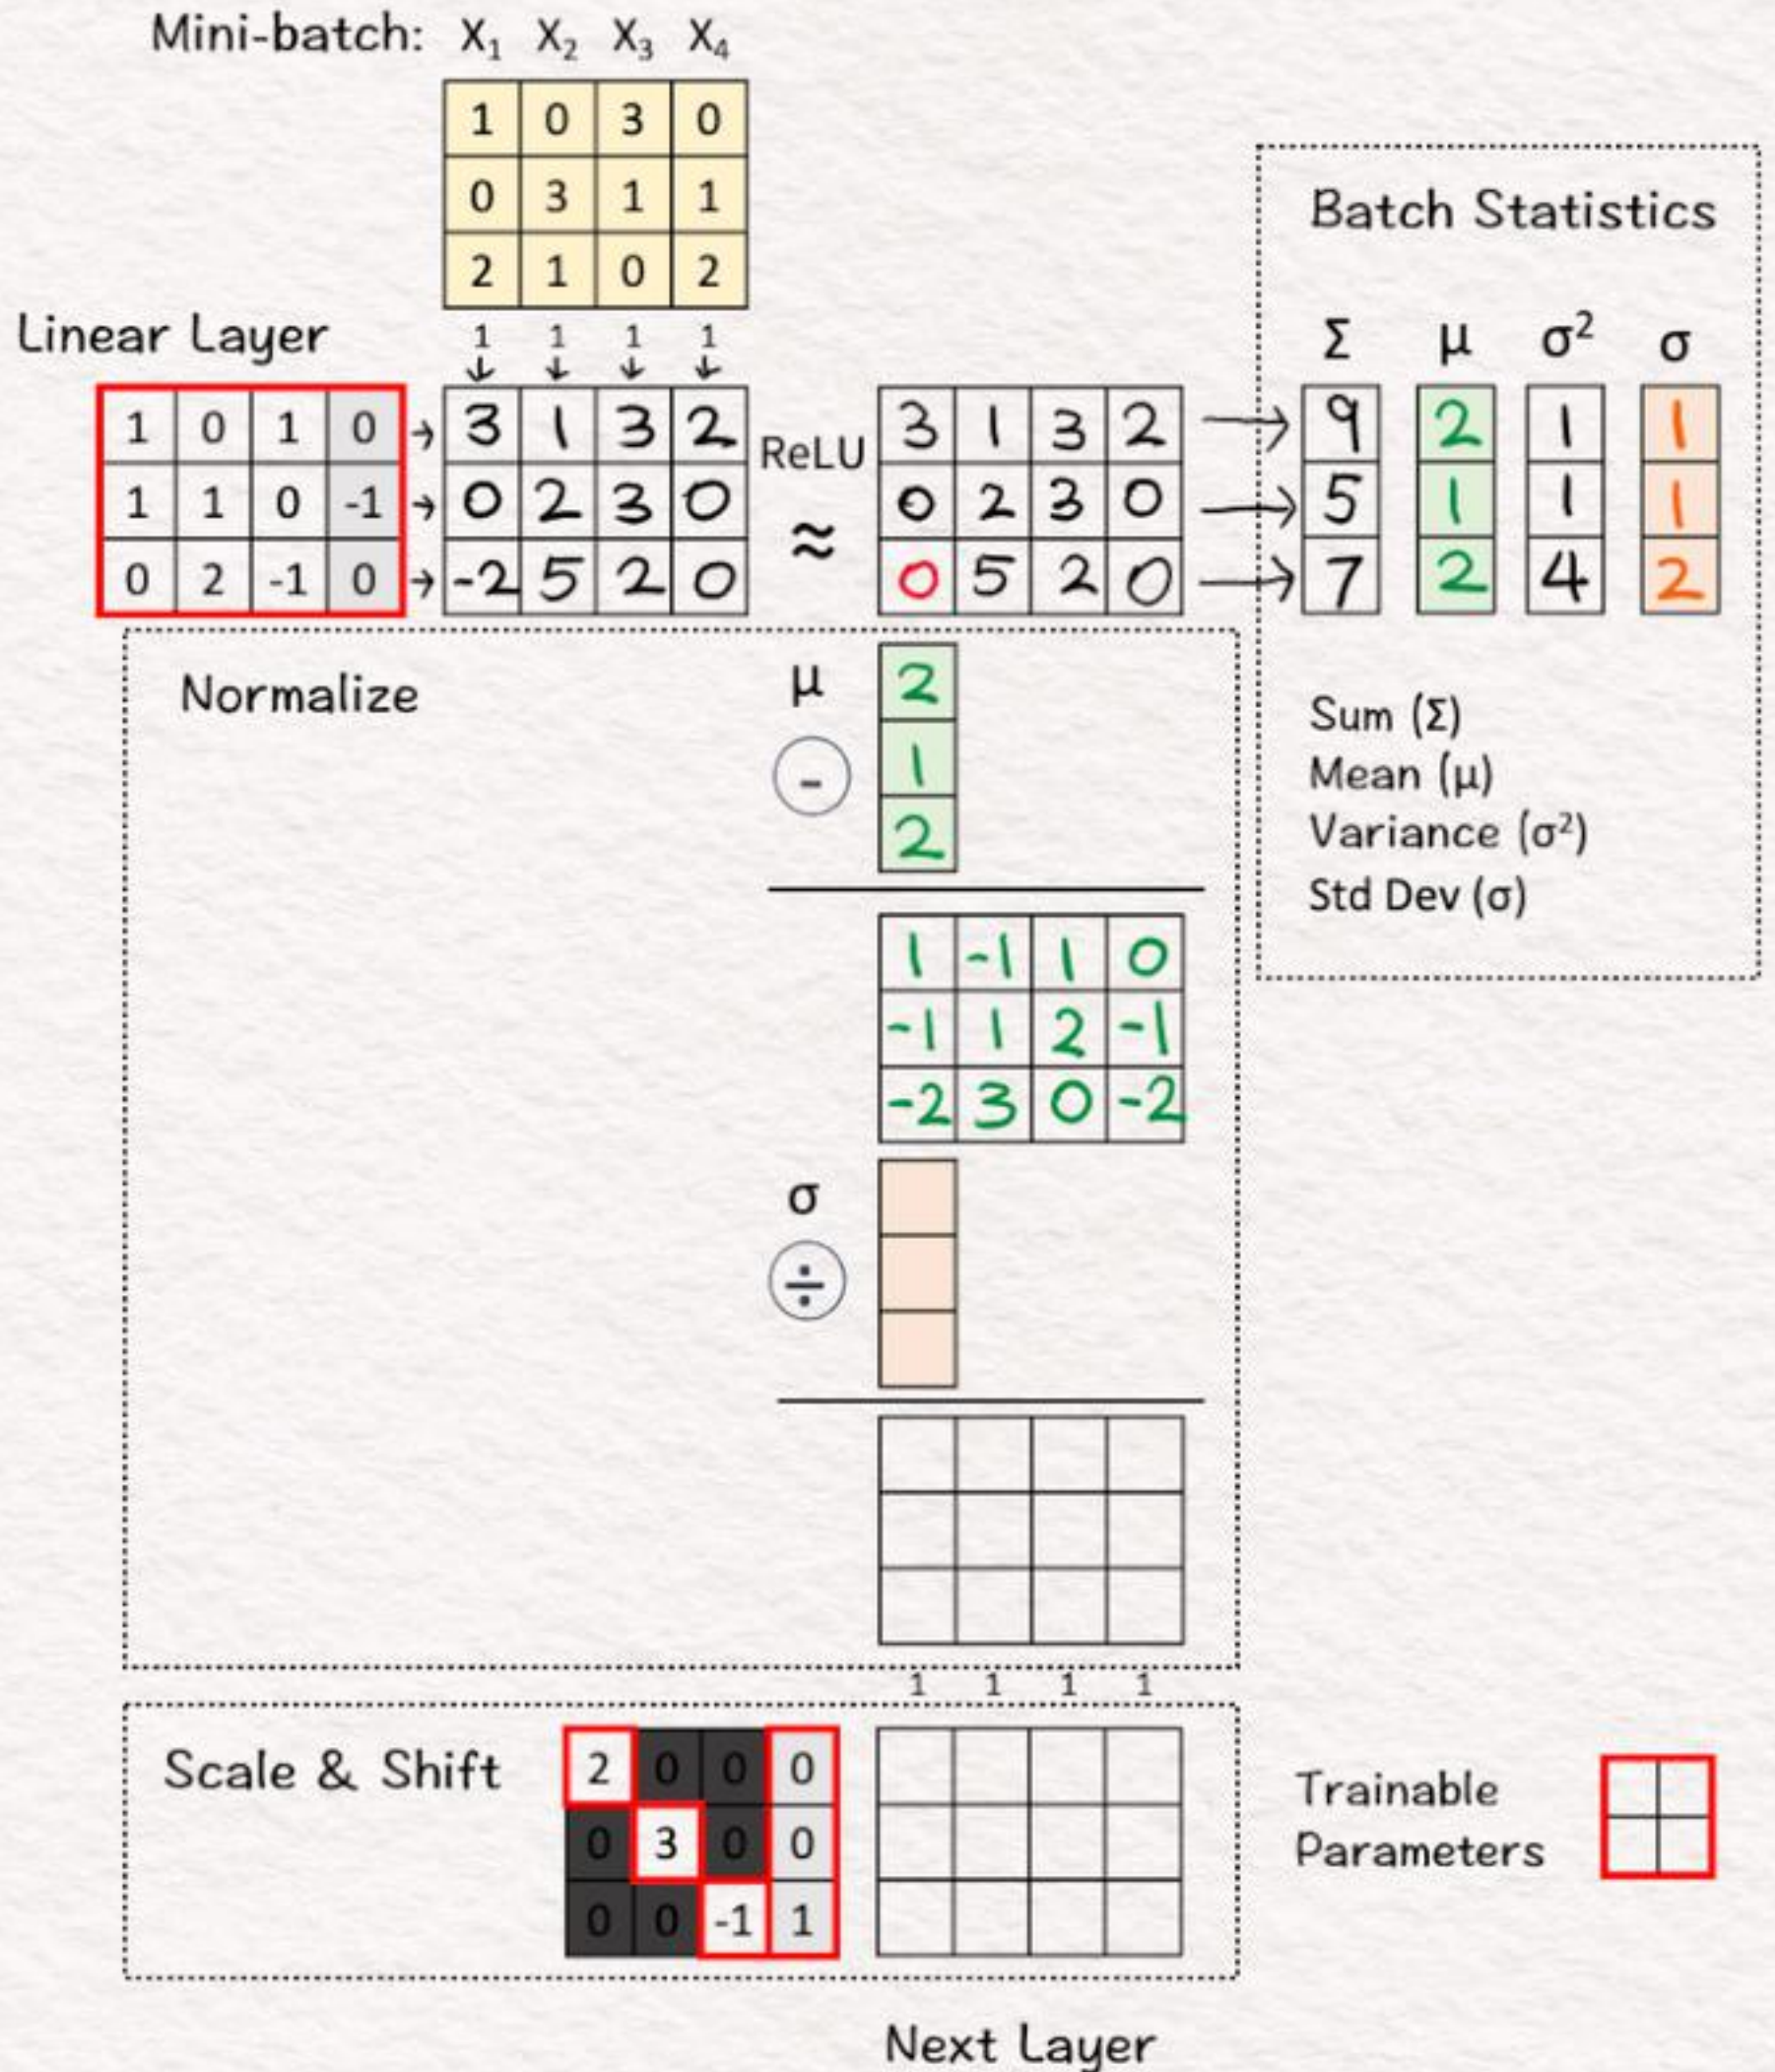 Mini-batch: X₁ X₂ X₃ X₄
1 0 3 0
0 3 1 1
2 1 0 2
Linear Layer
1 1 1 1
↓ ↓ ↓ ↓
1 0 1 0 → 3 1 3 2 ReLU 3 1 3 2 →
1 1 0 -1 → 0 2 3 0 ≈ 0 2 3 0 →
0 2 -1 0 → -2 5 2 0 0 5 2 0 →
Batch Statistics
Σ μ σ² σ
9 2 1 1
5 1 1 1
7 2 4 2
Sum (Σ)
Mean (μ)
Variance (σ²)
Std Dev (σ)
Normalize
μ 2
- 1
2
1 -1 1 0
-1 1 2 -1
-2 3 0 -2
σ
÷
1 1 1 1
Scale & Shift
2 0 0 0
0 3 0 0
0 0 -1 1
Trainable
Parameters
Next Layer